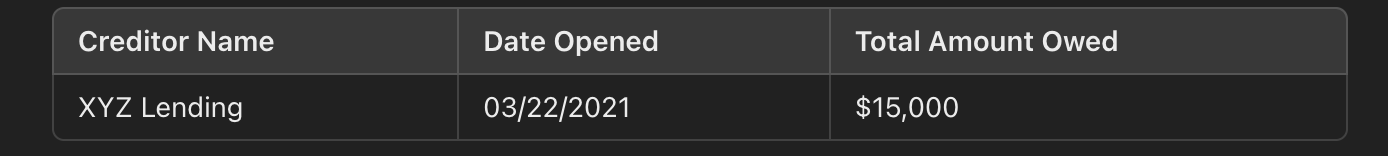 Creditor Name Date Opened Total Amount Owed
XYZ Lending 03/22/2021 $15,000